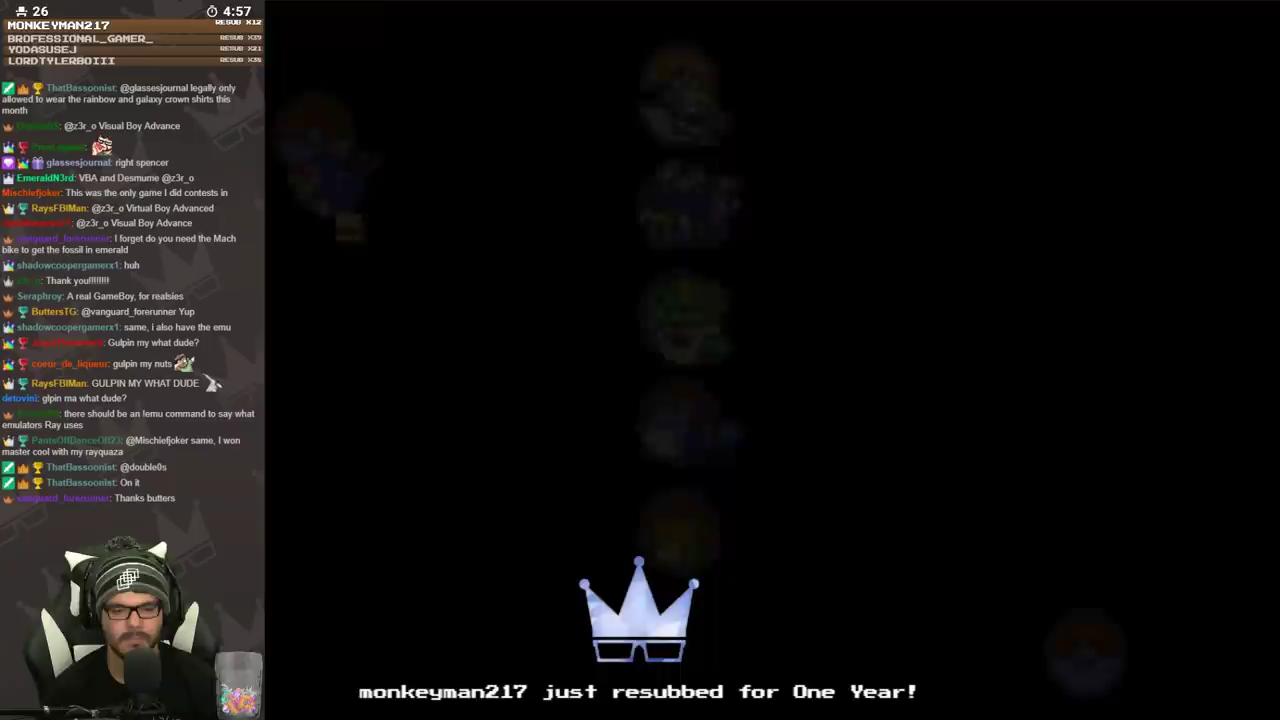 26
4:57
MONKEYMAN217 RESUB X12
BROFESSIONAL_GAMER_ RESUB X39
YODASUSEJ RESUB X21
LORDTYLERBOIII RESUB X38
ThatBassoonist: @glassesjournal legally only
allowed to wear the rainbow and galaxy crown shirts this
month
@z3r_o Visual Boy Advance
glassesjournal: right spencer
EmeraldN3rd: VBA and Desmume @z3r_o
Mischiefjoker: This was the only game I did contests in
RaysFBIMan: @z3r_o Virtual Boy Advanced
@z3r_o Visual Boy Advance
vanguard_forerunner: I forget do you need the Mach
bike to get the fossil in emerald
shadowcoopergamerx1: huh
Thank you!!!!!!!!
Seraphroy: A real GameBoy, for realsies
ButtersTG: @vanguard_forerunner Yup
shadowcoopergamerx1: same, i also have the emu
Gulpin my what dude?
coeur_de_liqueur: gulpin my nuts
RaysFBIMan: GULPIN MY WHAT DUDE
detovini: glpin ma what dude?
there should be an !emu command to say what
emulators Ray uses
PantsOffDanceOff23: @Mischiefjoker same, I won
master cool with my rayquaza
ThatBassoonist: @double0s
ThatBassoonist: On it
vanguard_forerunner: Thanks butters
monkeyman217 just resubbed for One Year!